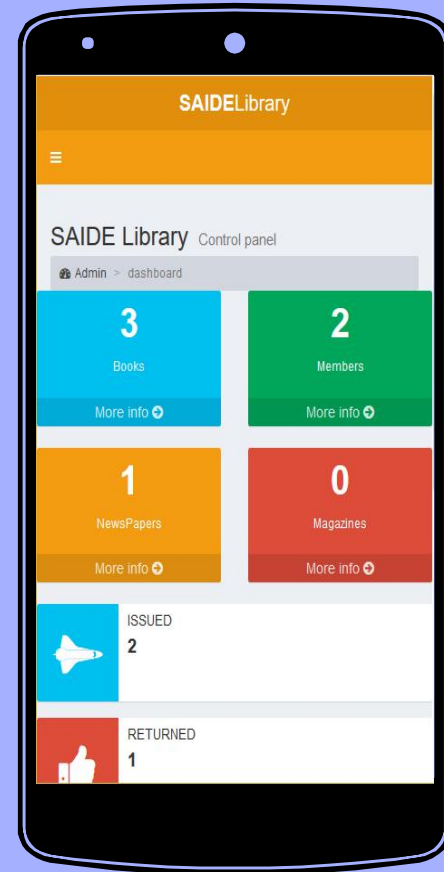 SAIDELibrary
SAIDE Library Control panel
Admin > dashboard
3
Books
More info
2
Members
More info
1
NewsPapers
More info
0
Magazines
More info
ISSUED
2
RETURNED
1